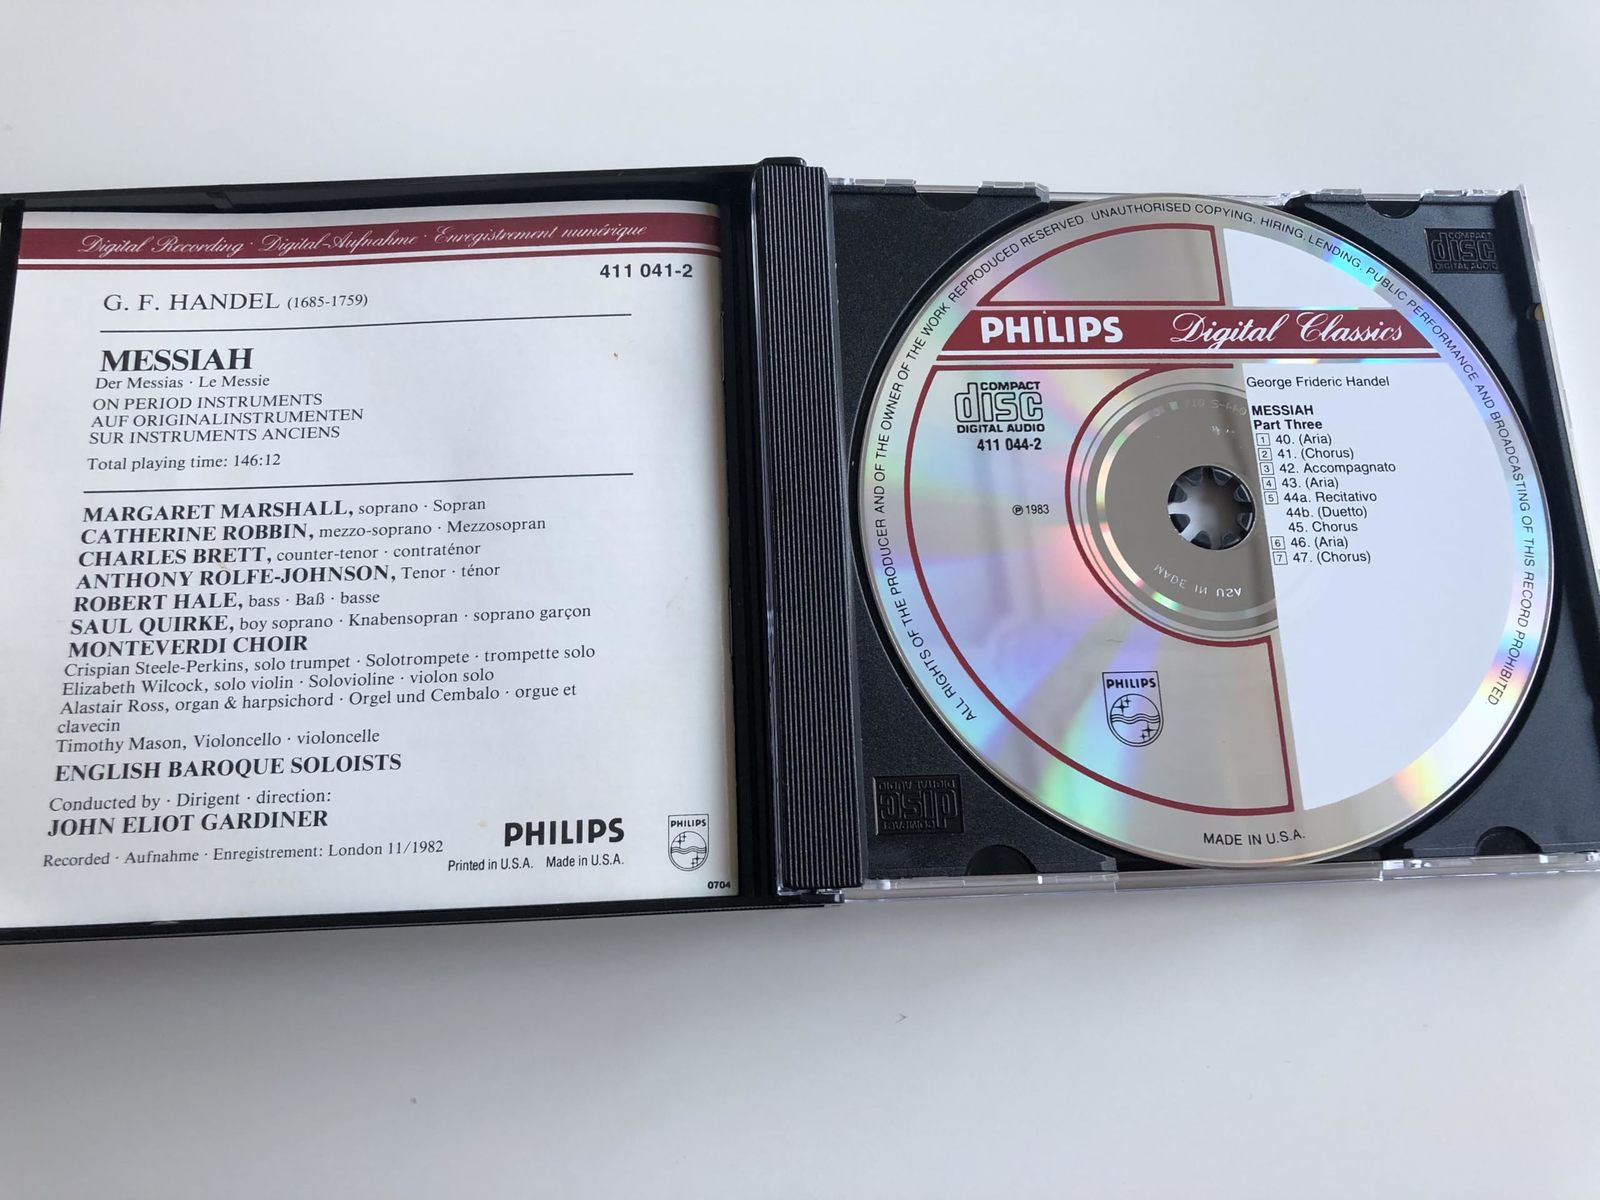 Digital Recording · Digital-Aufnahme · Enregistrement numérique
411 041-2
G. F. HANDEL (1685-1759)
MESSIAH
Der Messias · Le Messie
ON PERIOD INSTRUMENTS
AUF ORIGINALINSTRUMENTEN
SUR INSTRUMENTS ANCIENS
Total playing time: 146:12
MARGARET MARSHALL, soprano · Sopran
CATHERINE ROBBIN, mezzo-soprano · Mezzosopran
CHARLES BRETT, counter-tenor · contraténor
ANTHONY ROLFE-JOHNSON, Tenor · ténor
ROBERT HALE, bass · Baß · basse
SAUL QUIRKE, boy soprano · Knabensopran · soprano garçon
MONTEVERDI CHOIR
Crispian Steele-Perkins, solo trumpet · Solotrompete · trompette solo
Elizabeth Wilcock, solo violin · Solovioline · violon solo
Alastair Ross, organ & harpsichord · Orgel und Cembalo · orgue et
clavecin
Timothy Mason, Violoncello · violoncelle
ENGLISH BAROQUE SOLOISTS
Conducted by · Dirigent · direction:
JOHN ELIOT GARDINER
Recorded · Aufnahme · Enregistrement: London 11/1982
PHILIPS
Printed in U.S.A. Made in U.S.A.
PHILIPS
0704
ALL RIGHTS OF THE PRODUCER AND OF THE OWNER OF THE WORK REPRODUCED RESERVED. UNAUTHORISED COPYING, HIRING, LENDING, PUBLIC PERFORMANCE AND BROADCASTING OF THIS RECORD PROHIBITED.
PHILIPS Digital Classics
COMPACT
disc
DIGITAL AUDIO
411 044-2
℗ 1983
George Frideric Handel
MESSIAH
Part Three
1 40. (Aria)
2 41. (Chorus)
3 42. Accompagnato
4 43. (Aria)
5 44a. Recitativo
44b. (Duetto)
45. Chorus
6 46. (Aria)
7 47. (Chorus)
MADE IN USA
PHILIPS
MADE IN U.S.A.
COMPACT
disc
DIGITAL AUDIO
COMPACT
disc
DIGITAL AUDIO